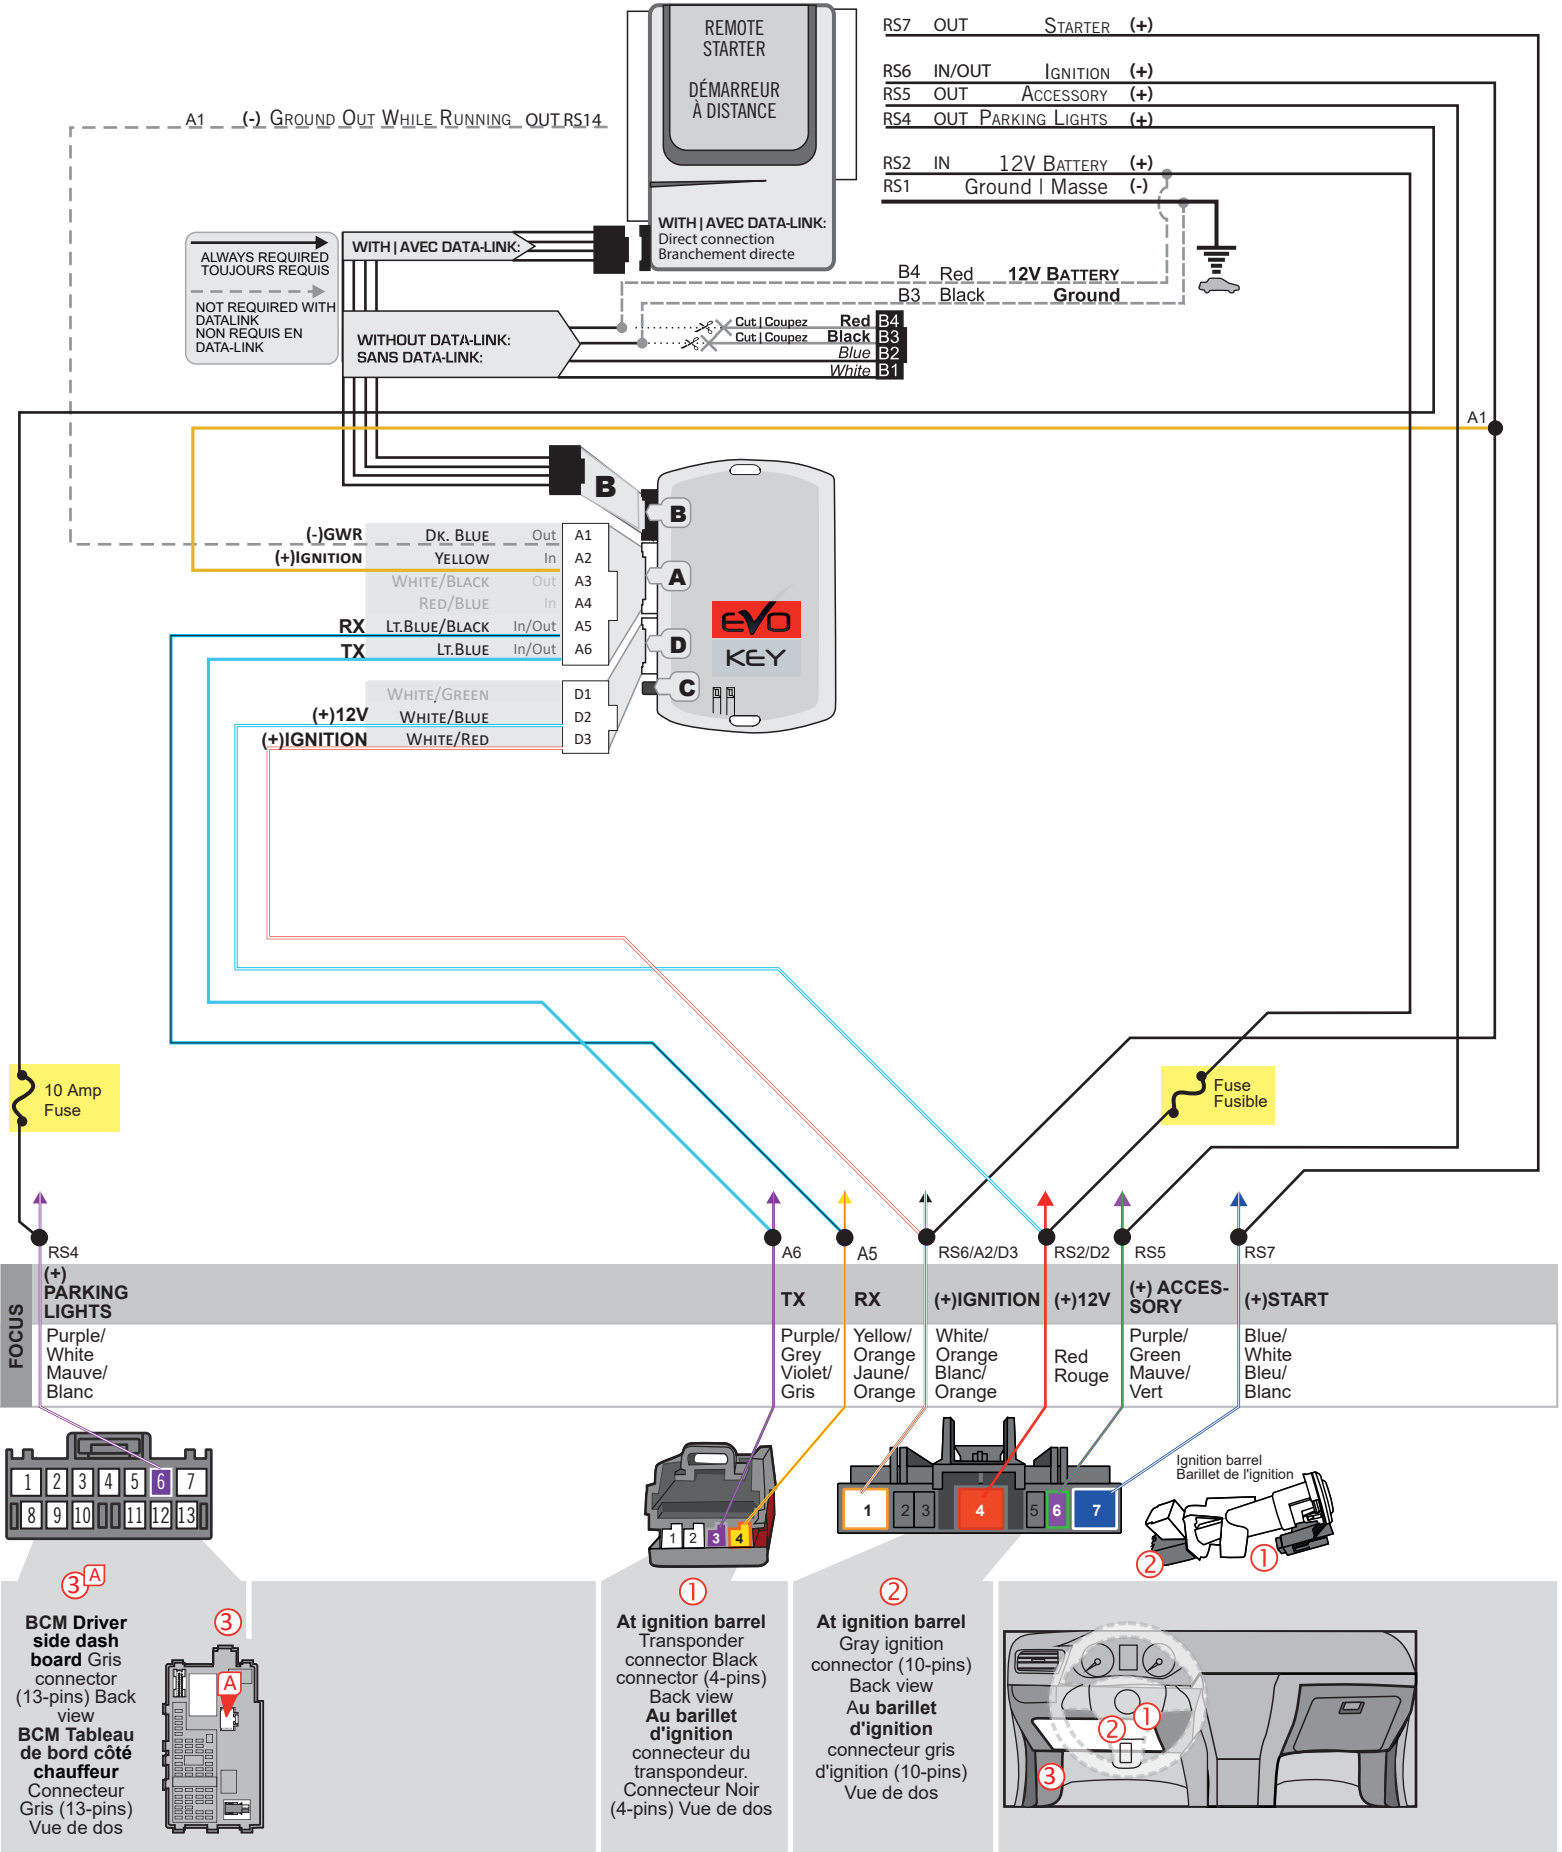 REMOTE
STARTER
DÉMARREUR
À DISTANCE
RS7 OUT STARTER (+)
RS6 IN/OUT IGNITION (+)
RS5 OUT ACCESSORY (+)
RS4 OUT PARKING LIGHTS (+)
RS2 IN 12V BATTERY (+)
RS1 Ground | Masse (-)
A1 (-) GROUND OUT WHILE RUNNING OUT RS14
WITH | AVEC DATA-LINK:
Direct connection
Branchement directe
ALWAYS REQUIRED
TOUJOURS REQUIS
NOT REQUIRED WITH
DATALINK
NON REQUIS EN
DATA-LINK
WITH | AVEC DATA-LINK:
B4 Red 12V BATTERY
B3 Black Ground
WITHOUT DATA-LINK:
SANS DATA-LINK:
Cut | Coupez Red B4
Cut | Coupez Black B3
Blue B2
White B1
A1
B
B
A
D
C
EVO
KEY
(-)GWR DK. BLUE Out A1
(+)IGNITION YELLOW In A2
WHITE/BLACK Out A3
RED/BLUE In A4
RX LT.BLUE/BLACK In/Out A5
TX LT.BLUE In/Out A6
WHITE/GREEN D1
(+)12V WHITE/BLUE D2
(+)IGNITION WHITE/RED D3
10 Amp
Fuse
Fuse
Fusible
RS4
A6
A5
RS6/A2/D3
RS2/D2
RS5
RS7
FOCUS
(+)
PARKING
LIGHTS
TX
RX
(+)IGNITION
(+)12V
(+) ACCES-
SORY
(+)START
Purple/
White
Mauve/
Blanc
Purple/
Grey
Violet/
Gris
Yellow/
Orange
Jaune/
Orange
White/
Orange
Blanc/
Orange
Red
Rouge
Purple/
Green
Mauve/
Vert
Blue/
White
Bleu/
Blanc
1 2 3 4 5 6 7
8 9 10 11 12 13
1 2 3 4
1 2 3 4 5 6 7
Ignition barrel
Barillet de l'ignition
2
1
3 A
BCM Driver
side dash
board Gris
connector
(13-pins) Back
view
BCM Tableau
de bord côté
chauffeur
Connecteur
Gris (13-pins)
Vue de dos
3
A
1
At ignition barrel
Transponder
connector Black
connector (4-pins)
Back view
Au barillet
d'ignition
connecteur du
transpondeur.
Connecteur Noir
(4-pins) Vue de dos
2
At ignition barrel
Gray ignition
connector (10-pins)
Back view
Au barillet
d'ignition
connecteur gris
d'ignition (10-pins)
Vue de dos
1
2
3